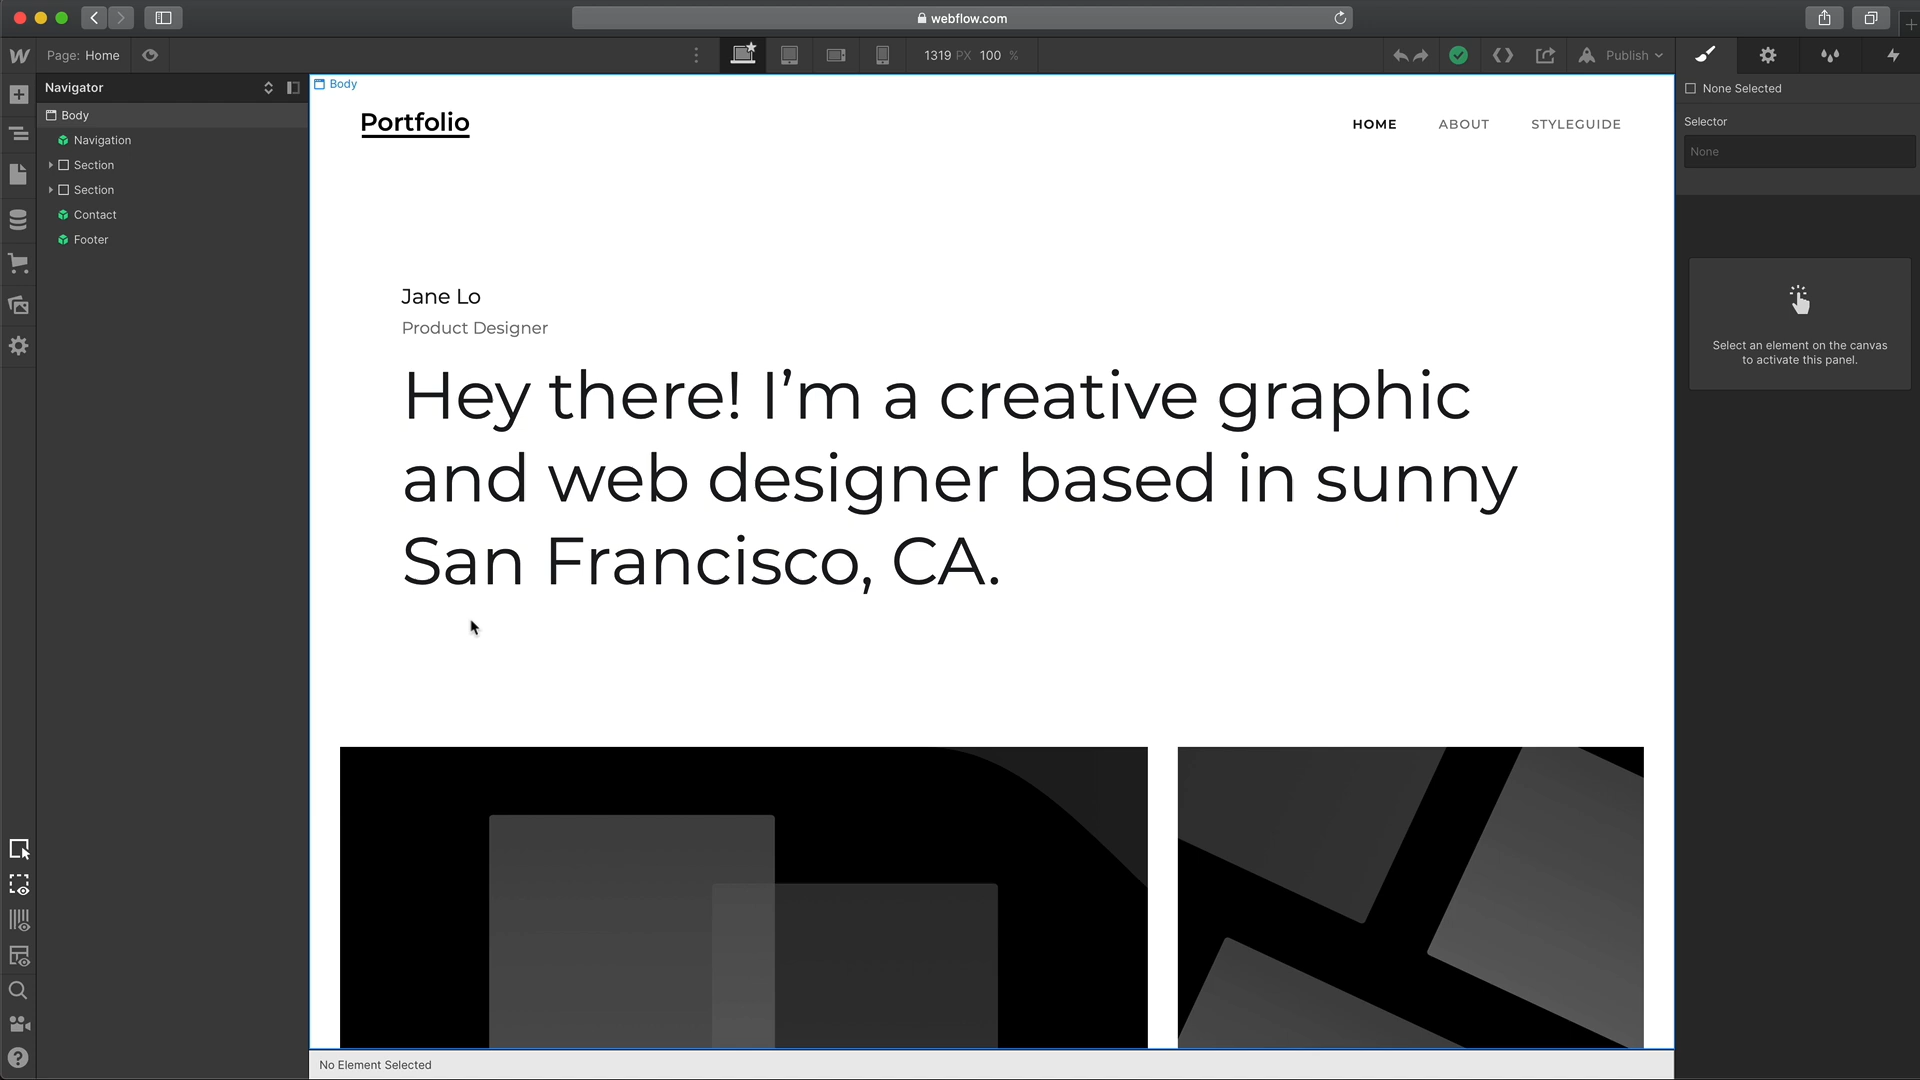 webflow.com
Page: Home
1319 PX 100 %
Publish
Navigator
Body
Navigation
Section
Section
Contact
Footer
Body
Portfolio
HOME
ABOUT
STYLEGUIDE
Jane Lo
Product Designer
Hey there! I’m a creative graphic
and web designer based in sunny
San Francisco, CA.
None Selected
Selector
None
Select an element on the canvas
to activate this panel.
No Element Selected